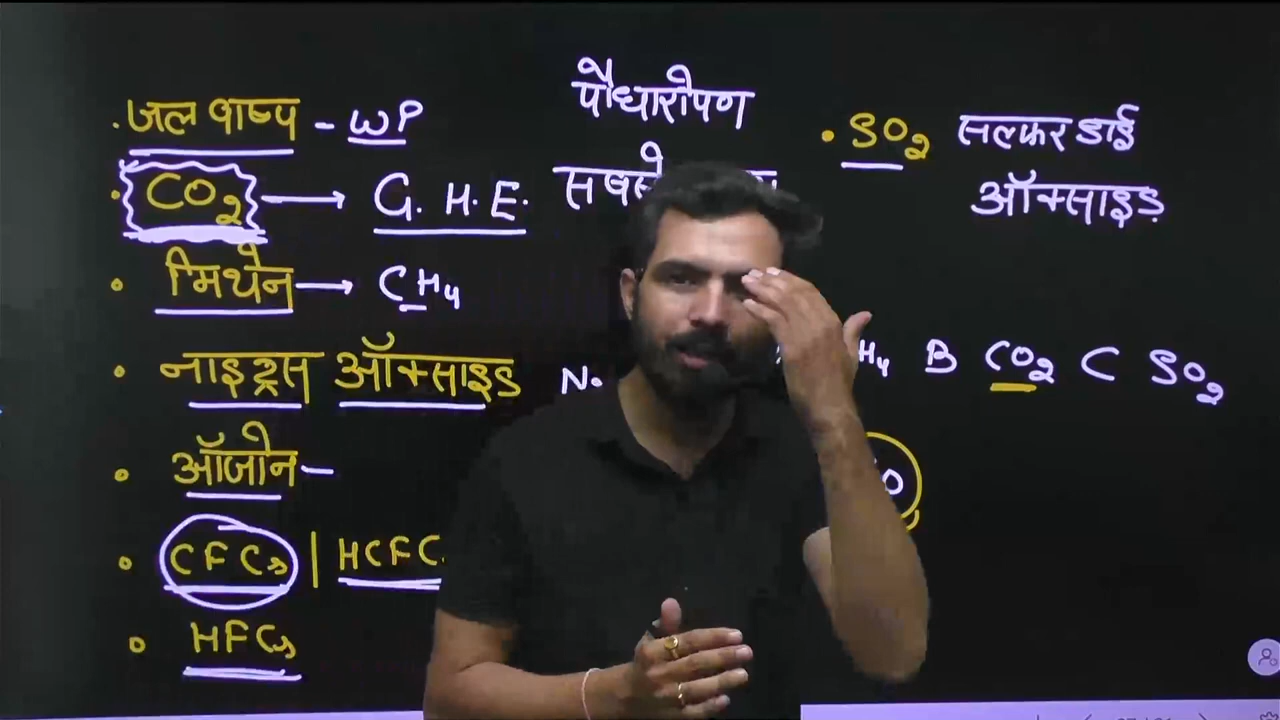 . जल वाष्प - WP
• CO2 → G. H. E.
• मिथेन → CH4
• नाइट्रस ऑक्साइड N
• ऑजोन -
• CFCs | HCFC
• HFCs
पौधारोपण
• SO2 सल्फर डाई
ऑक्साइड
H4 B CO2 C SO2